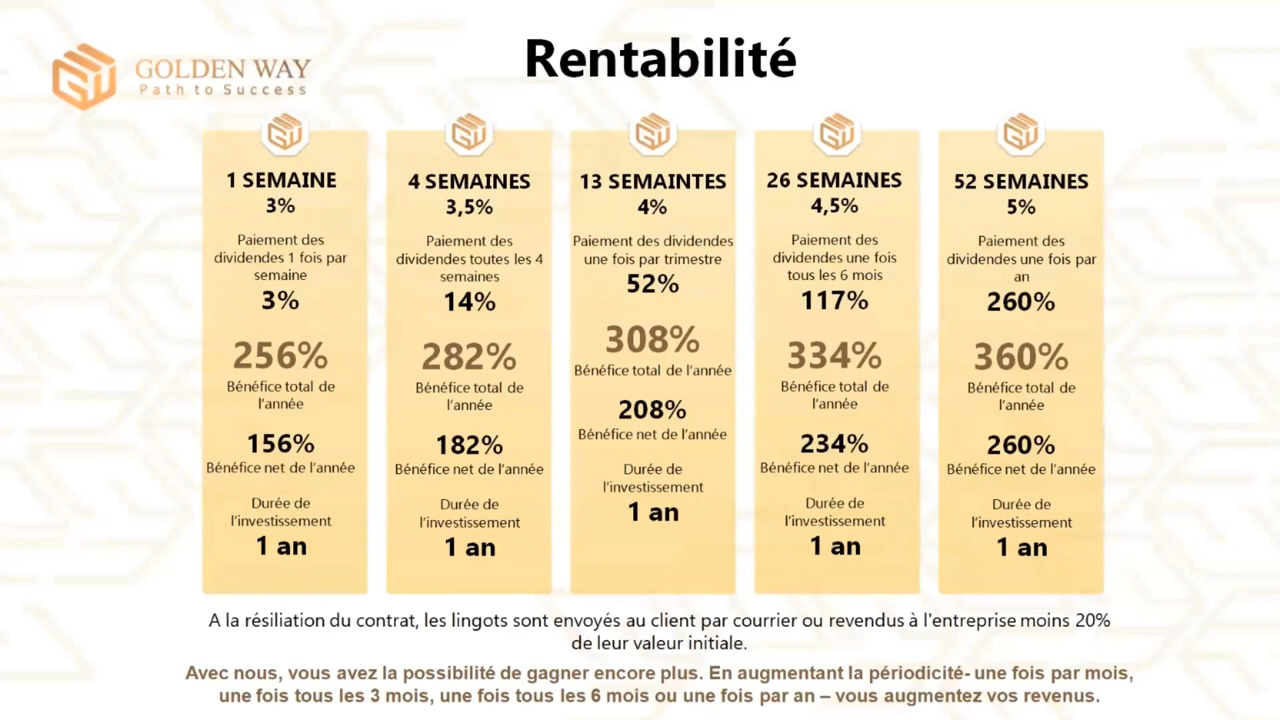 GOLDEN WAY
Path to Success
Rentabilité
1 SEMAINE
3%
Paiement des
dividendes 1 fois par
semaine
3%
256%
Bénéfice total de
l'année
156%
Bénéfice net de l'année
Durée de
l'investissement
1 an
4 SEMAINES
3,5%
Paiement des
dividendes toutes les 4
semaines
14%
282%
Bénéfice total de
l'année
182%
Bénéfice net de l'année
Durée de
l'investissement
1 an
13 SEMAINTES
4%
Paiement des dividendes
une fois par trimestre
52%
308%
Bénéfice total de l'année
208%
Bénéfice net de l'année
Durée de
l'investissement
1 an
26 SEMAINES
4,5%
Paiement des
dividendes une fois
tous les 6 mois
117%
334%
Bénéfice total de
l'année
234%
Bénéfice net de l'année
Durée de
l'investissement
1 an
52 SEMAINES
5%
Paiement des
dividendes une fois par
an
260%
360%
Bénéfice total de
l'année
260%
Bénéfice net de l'année
Durée de
l'investissement
1 an
A la résiliation du contrat, les lingots sont envoyés au client par courrier ou revendus à l'entreprise moins 20%
de leur valeur initiale.
Avec nous, vous avez la possibilité de gagner encore plus. En augmentant la périodicité- une fois par mois,
une fois tous les 3 mois, une fois tous les 6 mois ou une fois par an – vous augmentez vos revenus.